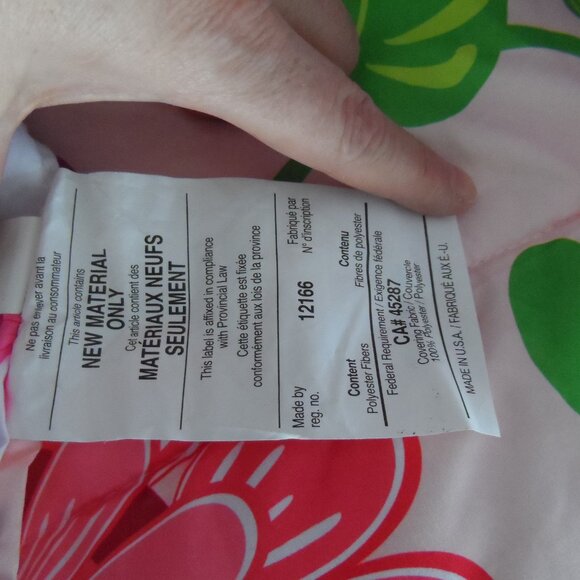 Ne pas enlever avant la
livraison au consommateur
This article contains
NEW MATERIAL
ONLY
Cet article contient des
MATÉRIAUX NEUFS
SEULEMENT
This label is affixed in compliance
with Provincial Law
Cette étiquette est fixée
conformément aux lois de la province
Made by Fabriqué par
reg. no. 12166 N° d'inscription
Content Contenu
Polyester Fibers Fibres de polyester
Federal Requirement / Exigence fédérale
CA# 45287
Covering Fabric / Couvercle
100% Polyester / Polyester
MADE IN U.S.A. / FABRIQUÉ AUX É.-U.